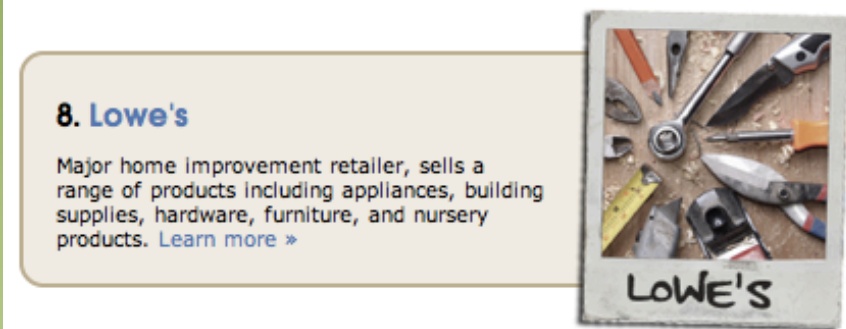 8. Lowe's
Major home improvement retailer, sells a
range of products including appliances, building
supplies, hardware, furniture, and nursery
products. Learn more »
LOWE'S